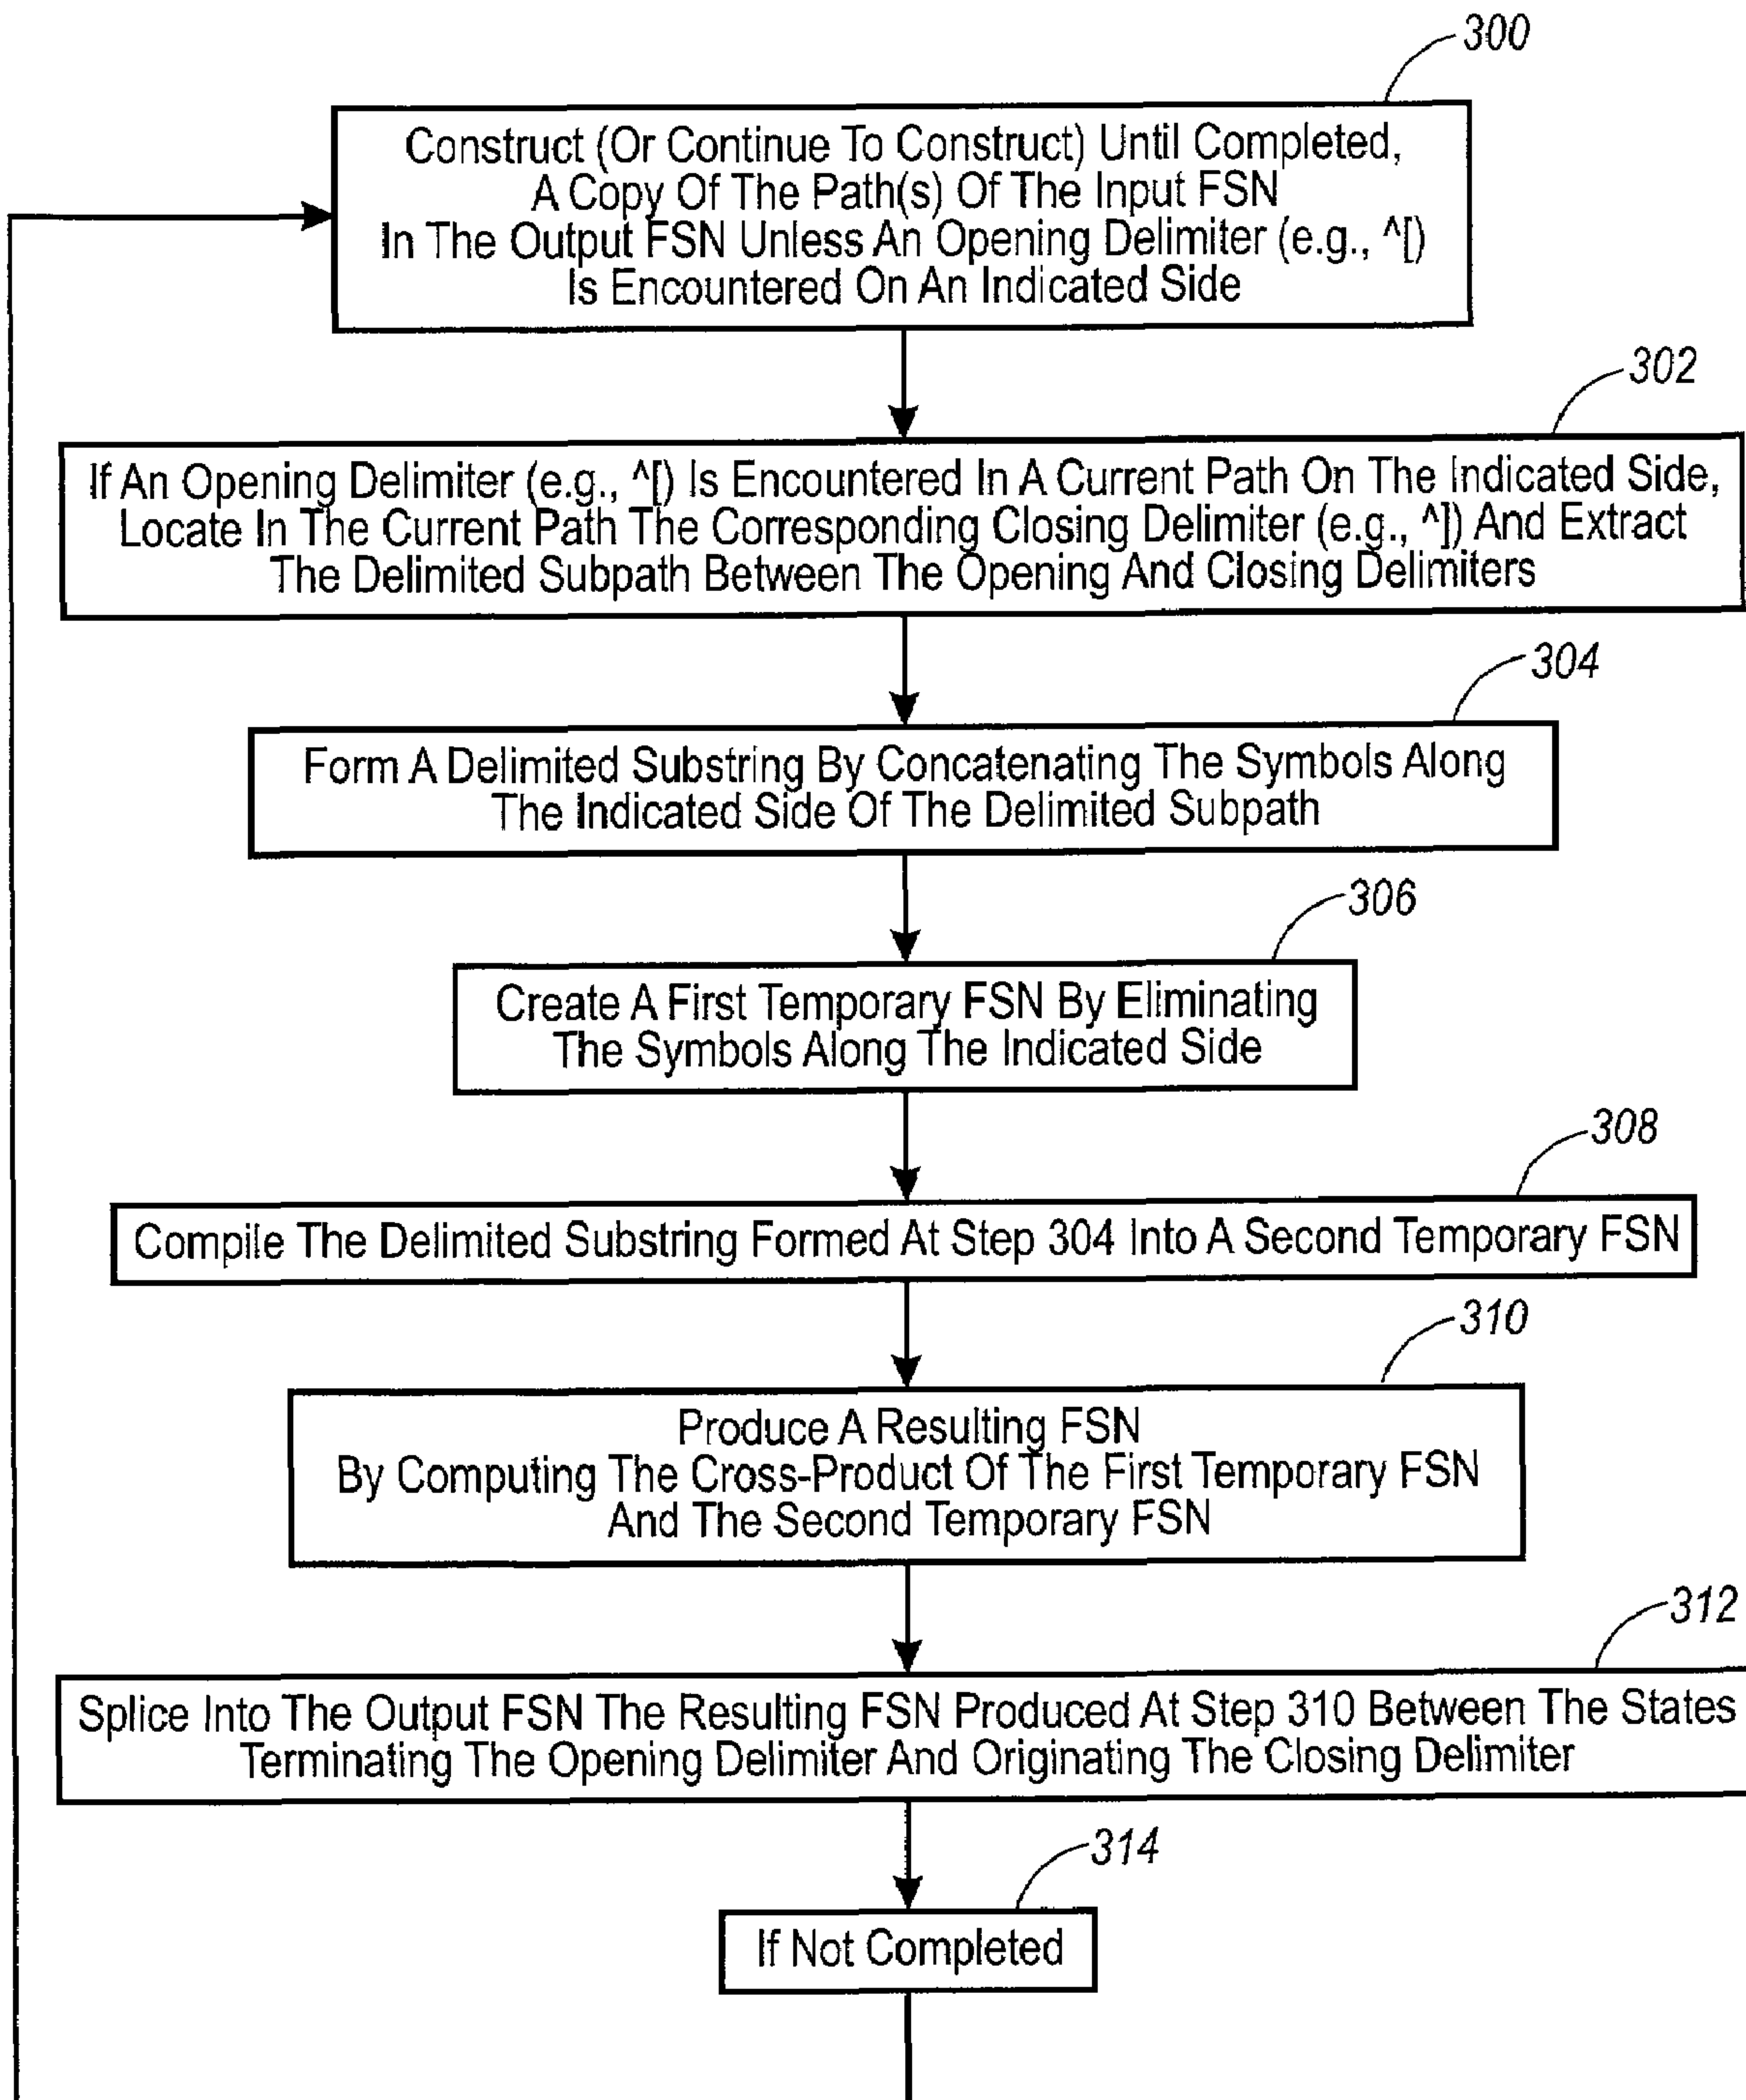 300
Construct (Or Continue To Construct) Until Completed,
A Copy Of The Path(s) Of The Input FSN
In The Output FSN Unless An Opening Delimiter (e.g., ^[)
Is Encountered On An Indicated Side
302
If An Opening Delimiter (e.g., ^[) Is Encountered In A Current Path On The Indicated Side,
Locate In The Current Path The Corresponding Closing Delimiter (e.g., ^]) And Extract
The Delimited Subpath Between The Opening And Closing Delimiters
304
Form A Delimited Substring By Concatenating The Symbols Along
The Indicated Side Of The Delimited Subpath
306
Create A First Temporary FSN By Eliminating
The Symbols Along The Indicated Side
308
Compile The Delimited Substring Formed At Step 304 Into A Second Temporary FSN
310
Produce A Resulting FSN
By Computing The Cross-Product Of The First Temporary FSN
And The Second Temporary FSN
312
Splice Into The Output FSN The Resulting FSN Produced At Step 310 Between The States
Terminating The Opening Delimiter And Originating The Closing Delimiter
314
If Not Completed